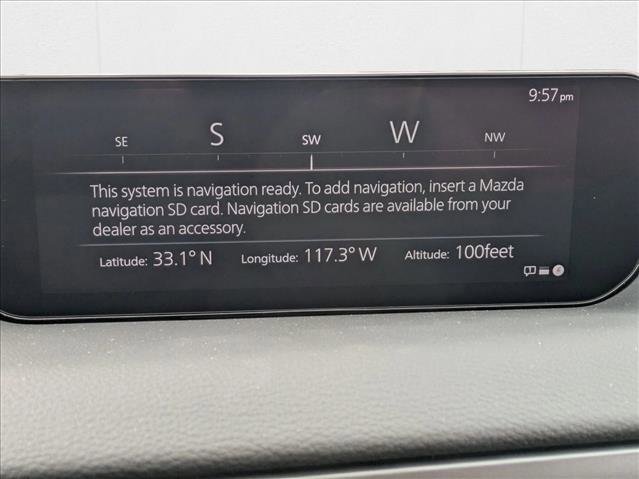 9:57pm
SE S SW W NW
This system is navigation ready. To add navigation, insert a Mazda
navigation SD card. Navigation SD cards are available from your
dealer as an accessory.
Latitude: 33.1° N Longitude: 117.3° W Altitude: 100feet